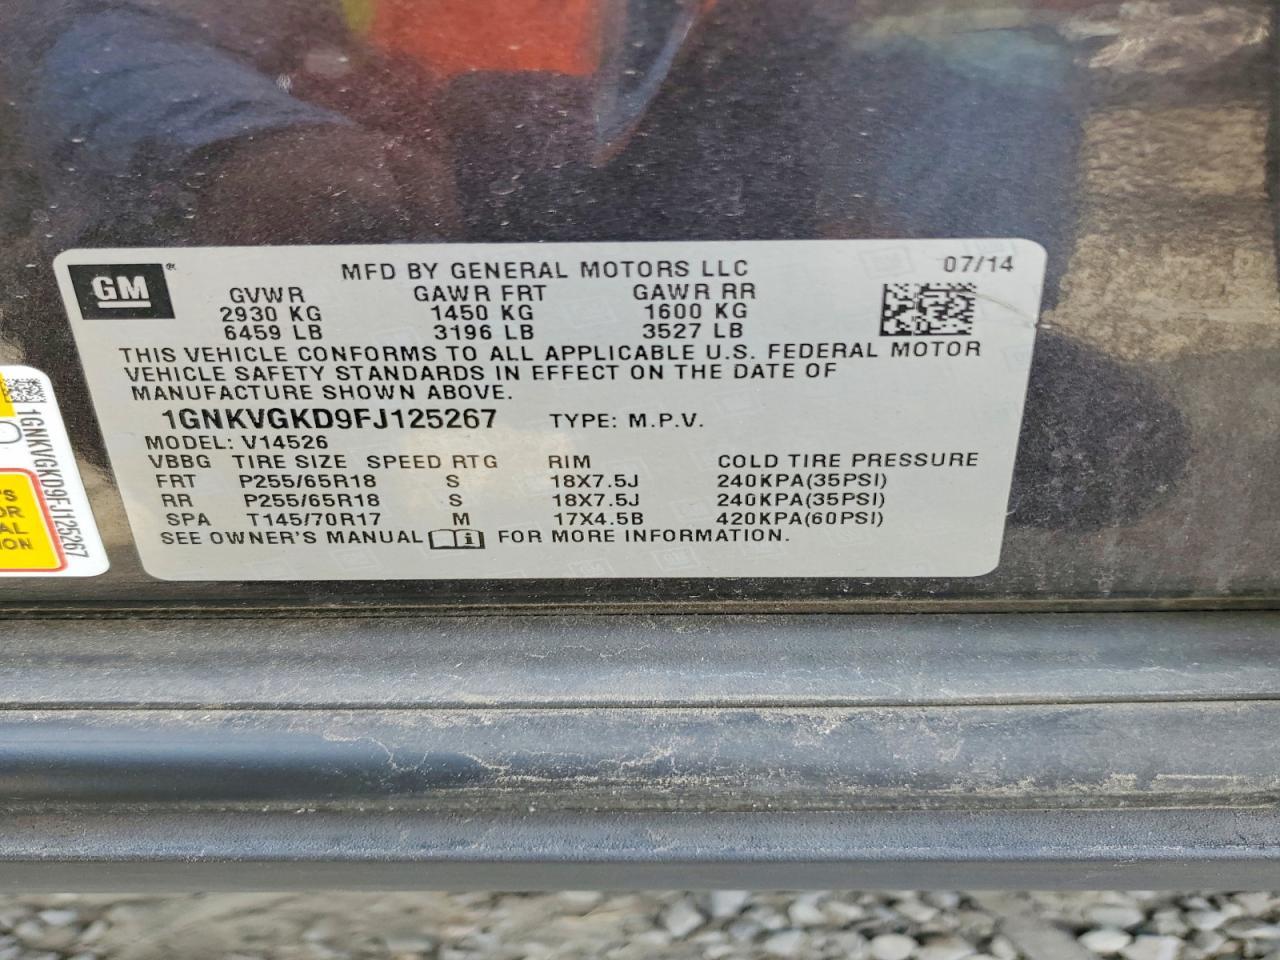 GM
MFD BY GENERAL MOTORS LLC 07/14
GVWR GAWR FRT GAWR RR
2930 KG 1450 KG 1600 KG
6459 LB 3196 LB 3527 LB
THIS VEHICLE CONFORMS TO ALL APPLICABLE U.S. FEDERAL MOTOR
VEHICLE SAFETY STANDARDS IN EFFECT ON THE DATE OF
MANUFACTURE SHOWN ABOVE.
1GNKVGKD9FJ125267 TYPE: M.P.V.
MODEL: V14526
VBBG TIRE SIZE SPEED RTG RIM COLD TIRE PRESSURE
FRT P255/65R18 S 18X7.5J 240KPA(35PSI)
RR P255/65R18 S 18X7.5J 240KPA(35PSI)
SPA T145/70R17 M 17X4.5B 420KPA(60PSI)
SEE OWNER'S MANUAL i FOR MORE INFORMATION.
1GNKVGKD9FJ125267
'S
OR
AL
ION